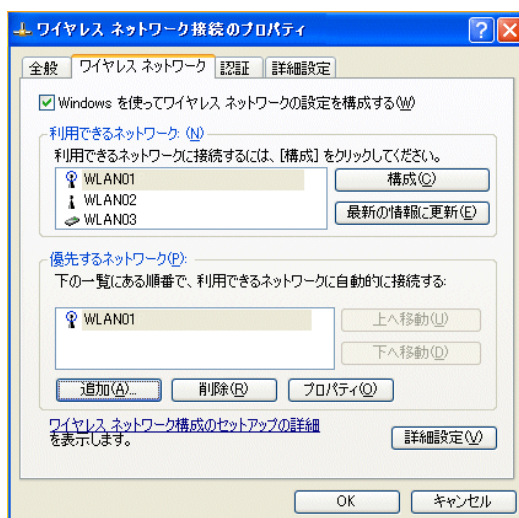 ワイヤレス ネットワーク接続のプロパティ
全般 ワイヤレス ネットワーク 認証 詳細設定
Windows を使ってワイヤレス ネットワークの設定を構成する(W)
利用できるネットワーク: (N)
利用できるネットワークに接続するには、[構成] をクリックしてください。
WLAN01
WLAN02
WLAN03
構成(C)
最新の情報に更新(E)
優先するネットワーク(P):
下の一覧にある順番で、利用できるネットワークに自動的に接続する:
WLAN01
上へ移動(U)
下へ移動(D)
追加(A)... 削除(R) プロパティ(O)
ワイヤレス ネットワーク構成のセットアップの詳細
を表示します。
詳細設定(V)
OK キャンセル